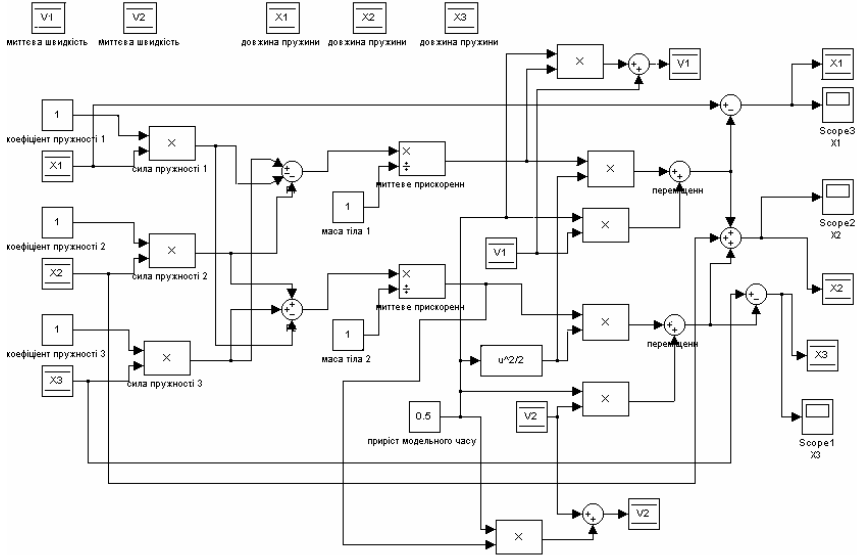 V1
V2
X1
X2
X3
миттєва швидкість
миттєва швидкість
довжина пружини
довжина пружини
довжина пружини
V1
X1
1
коефіцієнт пружності 1
X1
сила пружності 1
Scope3
X1
миттєве прискоренн
1
маса тіла 1
переміщенн
1
коефіцієнт пружності 2
X2
сила пружності 2
V1
Scope2
X2
X2
миттєве прискоренн
1
маса тіла 2
1
коефіцієнт пружності 3
X3
сила пружності 3
u^2/2
переміщенн
X3
0.5
приріст модельного часу
V2
Scope1
X3
V2